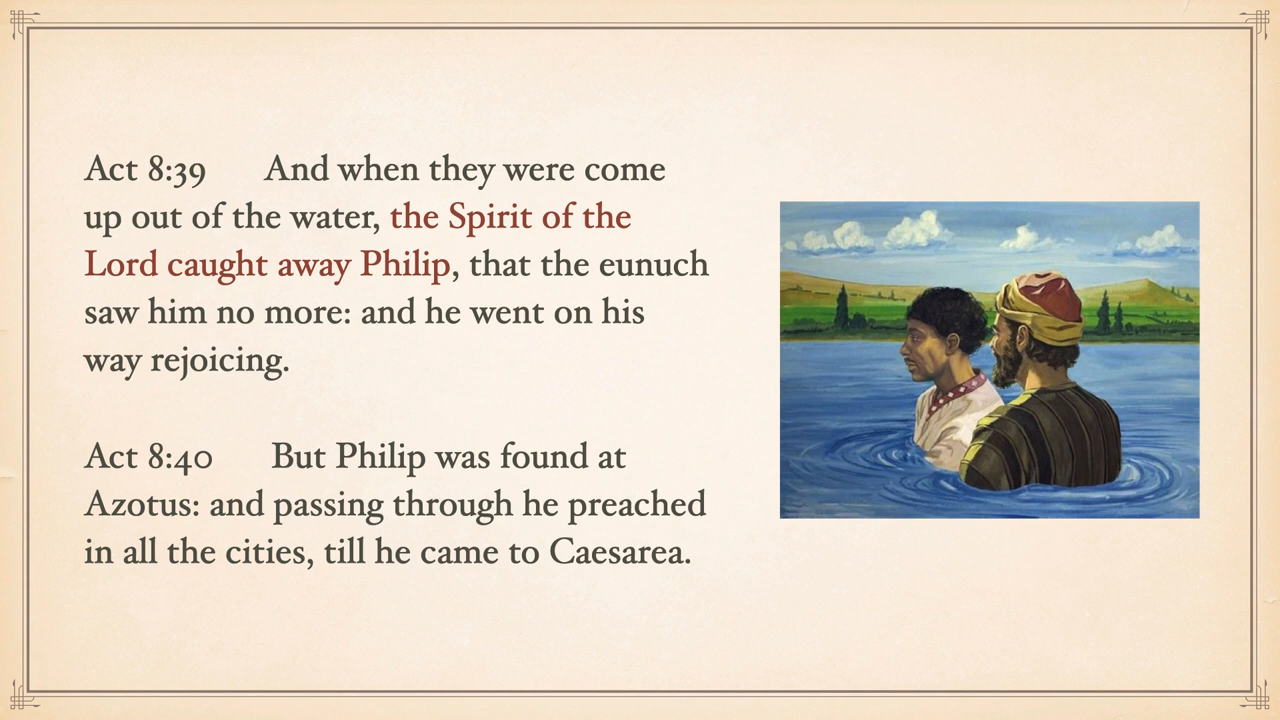 Act 8:39 And when they were come
up out of the water, the Spirit of the
Lord caught away Philip, that the eunuch
saw him no more: and he went on his
way rejoicing.
Act 8:40 But Philip was found at
Azotus: and passing through he preached
in all the cities, till he came to Caesarea.